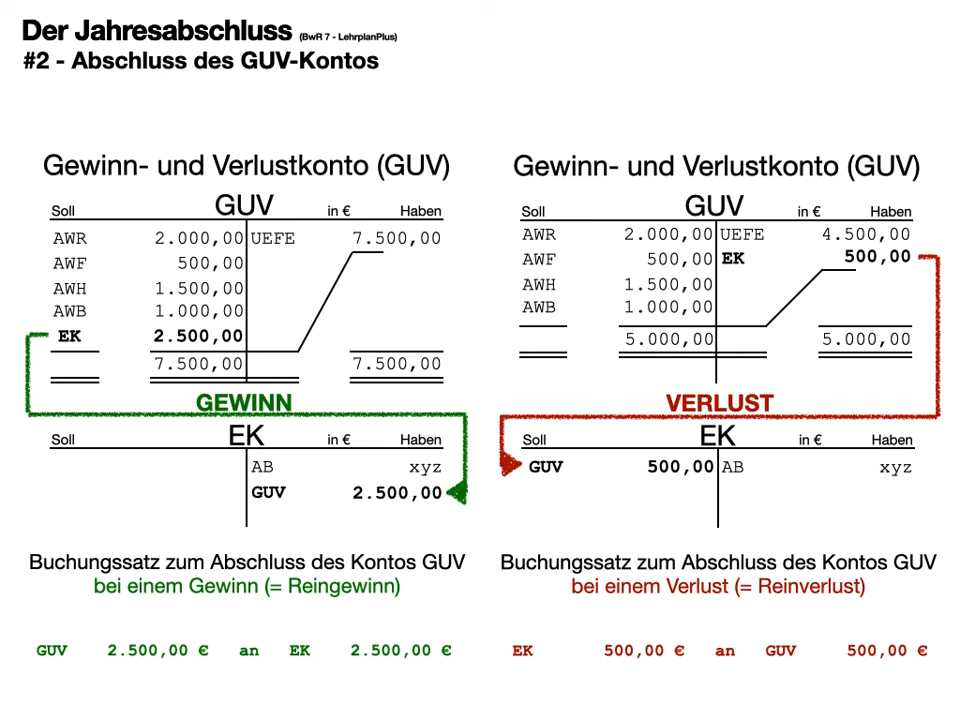 Der Jahresabschluss (BwR 7 - LehrplanPlus)
#2 - Abschluss des GUV-Kontos
Gewinn- und Verlustkonto (GUV)
Soll GUV in € Haben
AWR 2.000,00 UEFE 7.500,00
AWF 500,00
AWH 1.500,00
AWB 1.000,00
EK 2.500,00
7.500,00 7.500,00
GEWINN
Soll EK in € Haben
AB xyz
GUV 2.500,00
Buchungssatz zum Abschluss des Kontos GUV
bei einem Gewinn (= Reingewinn)
GUV 2.500,00 € an EK 2.500,00 €
Gewinn- und Verlustkonto (GUV)
Soll GUV in € Haben
AWR 2.000,00 UEFE 4.500,00
AWF 500,00 EK 500,00
AWH 1.500,00
AWB 1.000,00
5.000,00 5.000,00
VERLUST
Soll EK in € Haben
GUV 500,00 AB xyz
Buchungssatz zum Abschluss des Kontos GUV
bei einem Verlust (= Reinverlust)
EK 500,00 € an GUV 500,00 €